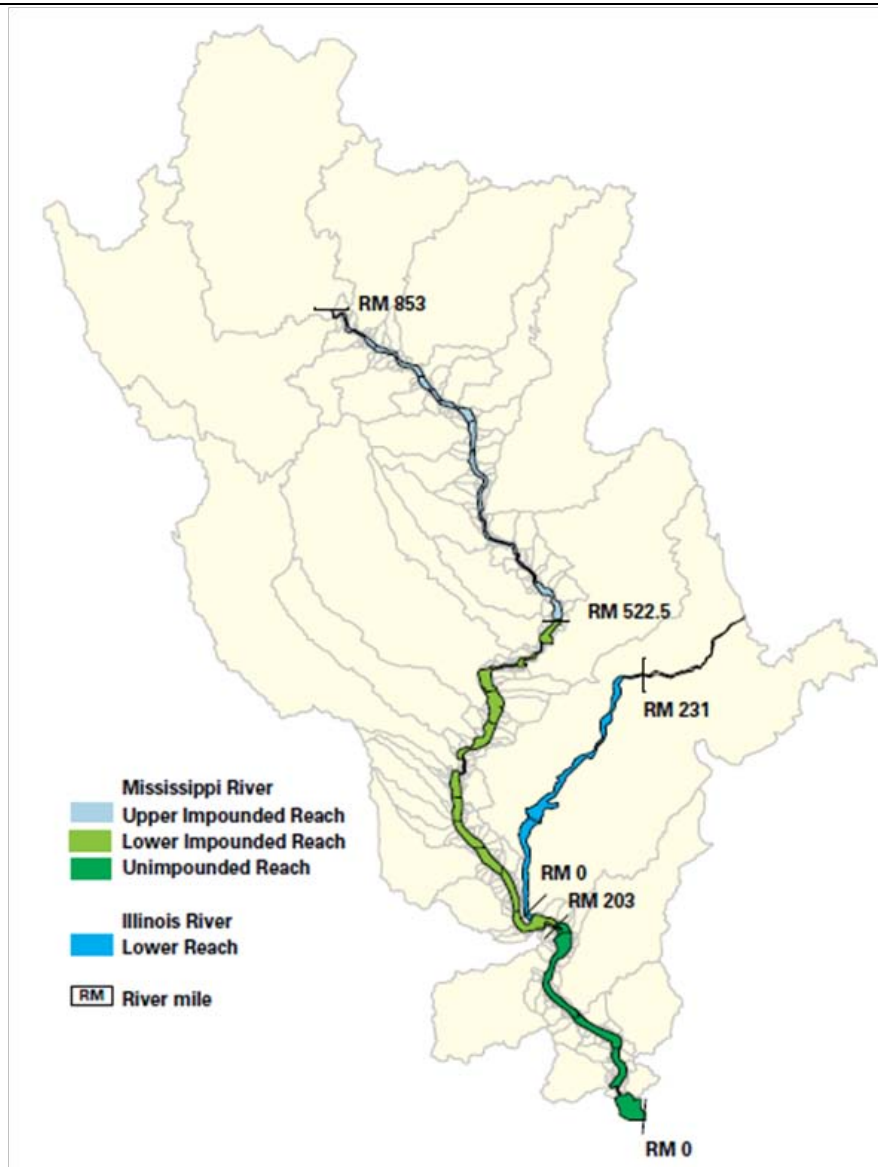 RM 853
RM 522.5
RM 231
Mississippi River
Upper Impounded Reach
Lower Impounded Reach
Unimpounded Reach
RM 0
RM 203
Illinois River
Lower Reach
RM River mile
RM 0